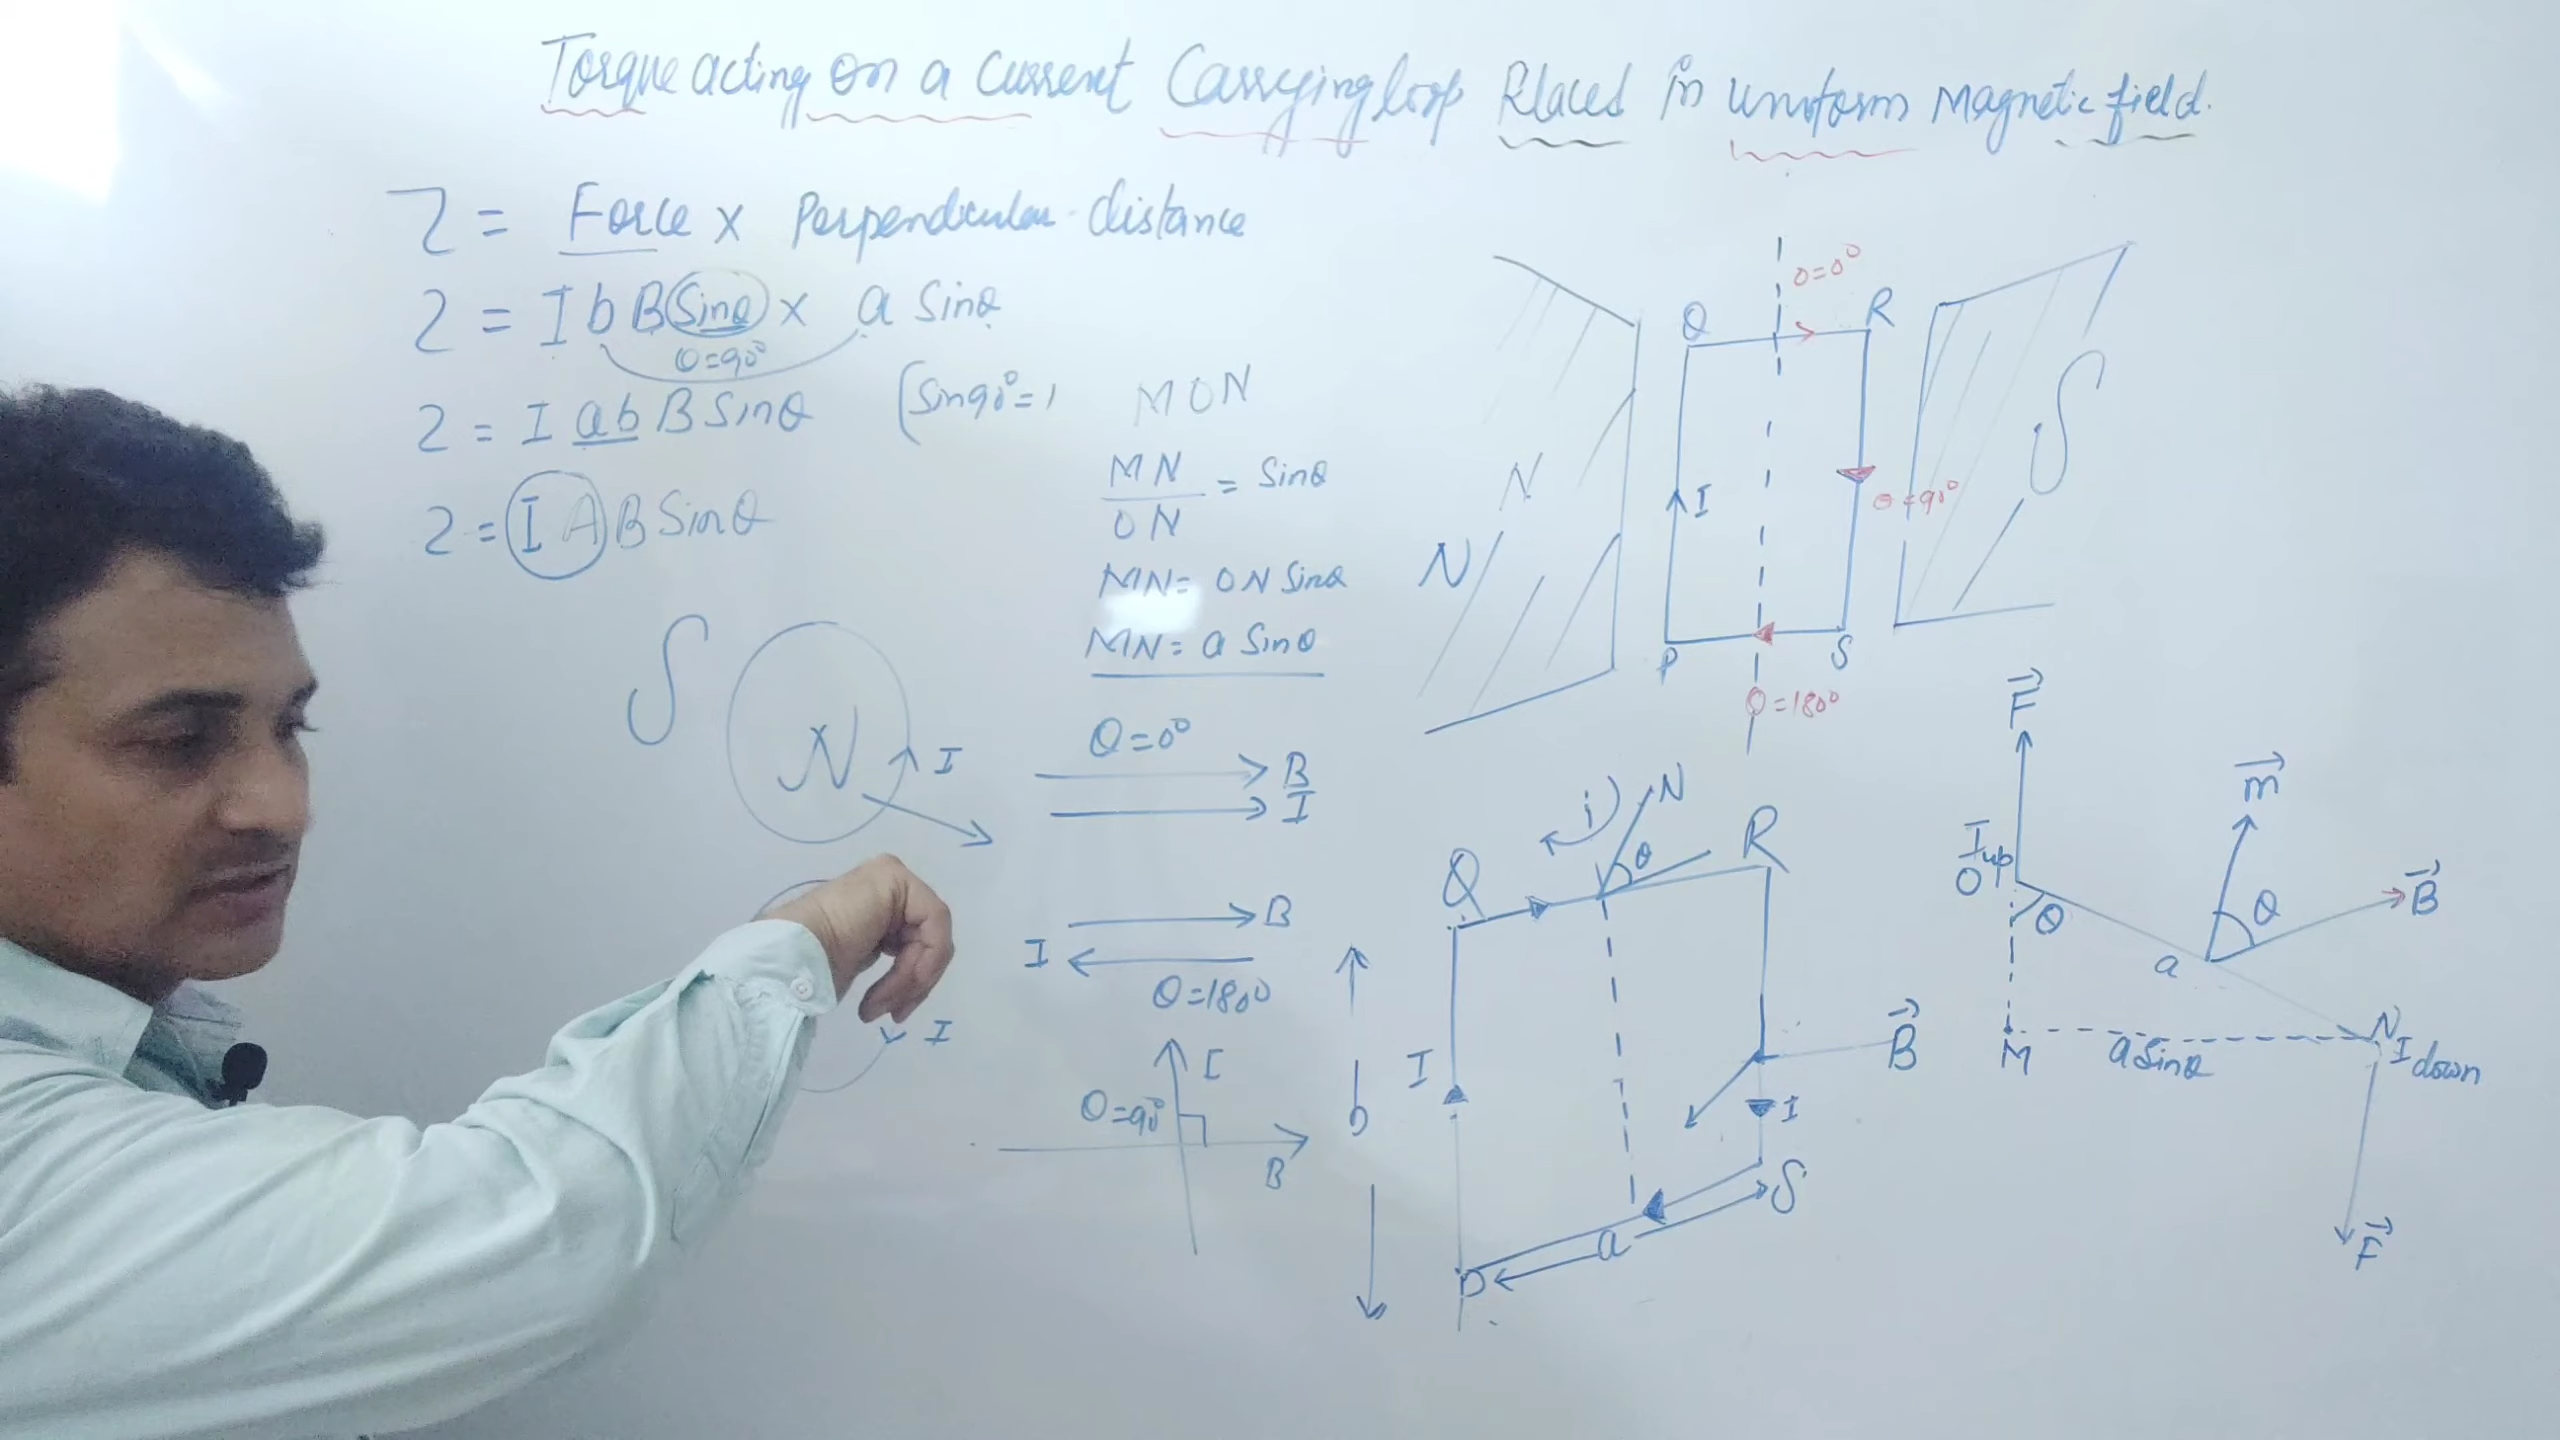 Torque acting on a Current Carrying loop Placed in Uniform Magnetic field.
τ = Force × Perpendicular distance
τ = I b B Sinθ × a Sinθ
θ=90°
τ = I ab B Sinθ (Sin90°=1
τ = I A B Sinθ
MON
MN/ON = Sinθ
MN = ON Sinθ
MN = a Sinθ
θ=0°
Q R
I
θ=90°
P S
θ=180°
N
N
S
S
N
I
θ=0°
B
I
B
I
θ=180°
I
I
θ=90°
B
i N
θ
Q R
I
b
B
I
S
a
P
F
m
I up
O
θ
θ
B
a
N
M
a Sinθ
I down
F